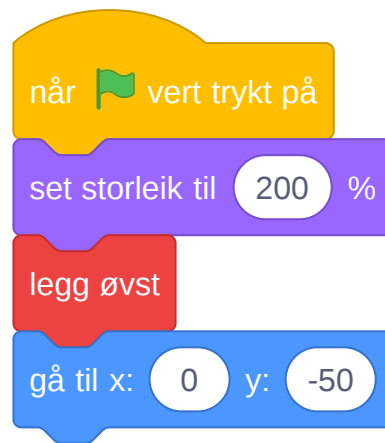 når vert trykt på
set storleik til 200 %
legg øvst
gå til x: 0 y: -50